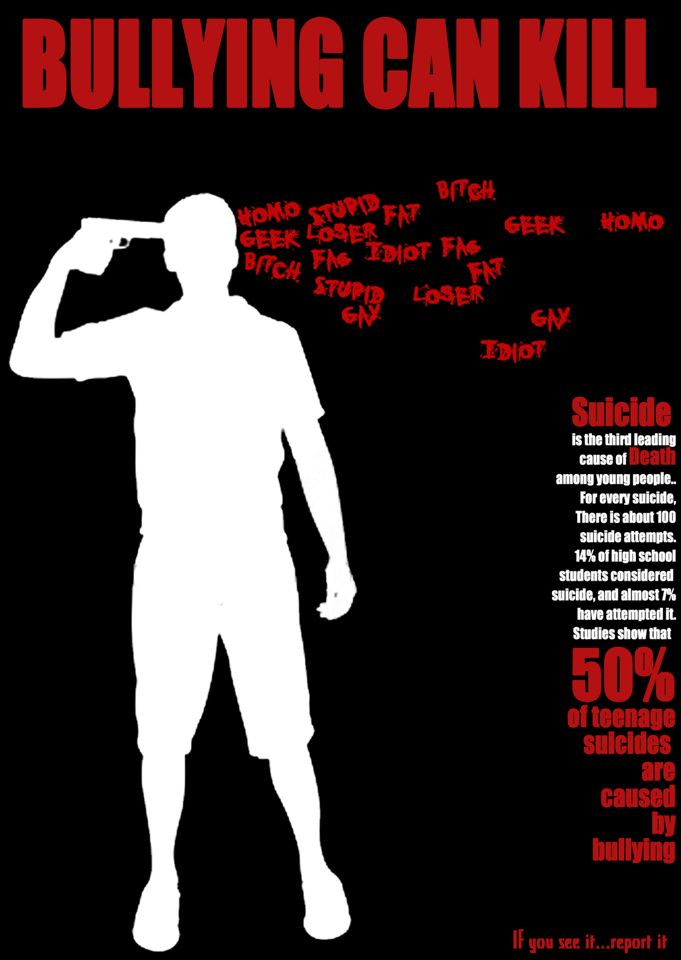 BULLYING CAN KILL
BITCH
HOMO STUPID FAT GEEK HOMO
GEEK LOSER IDIOT FAG
BITCH FAG FAT
STUPID LOSER
GAY GAY
IDIOT
Suicide
is the third leading
cause of Death
among young people..
For every suicide,
There is about 100
suicide attempts.
14% of high school
students considered
suicide, and almost 7%
have attempted it.
Studies show that
50%
of teenage
suicides
are
caused
by
bullying
IF you see it...report it